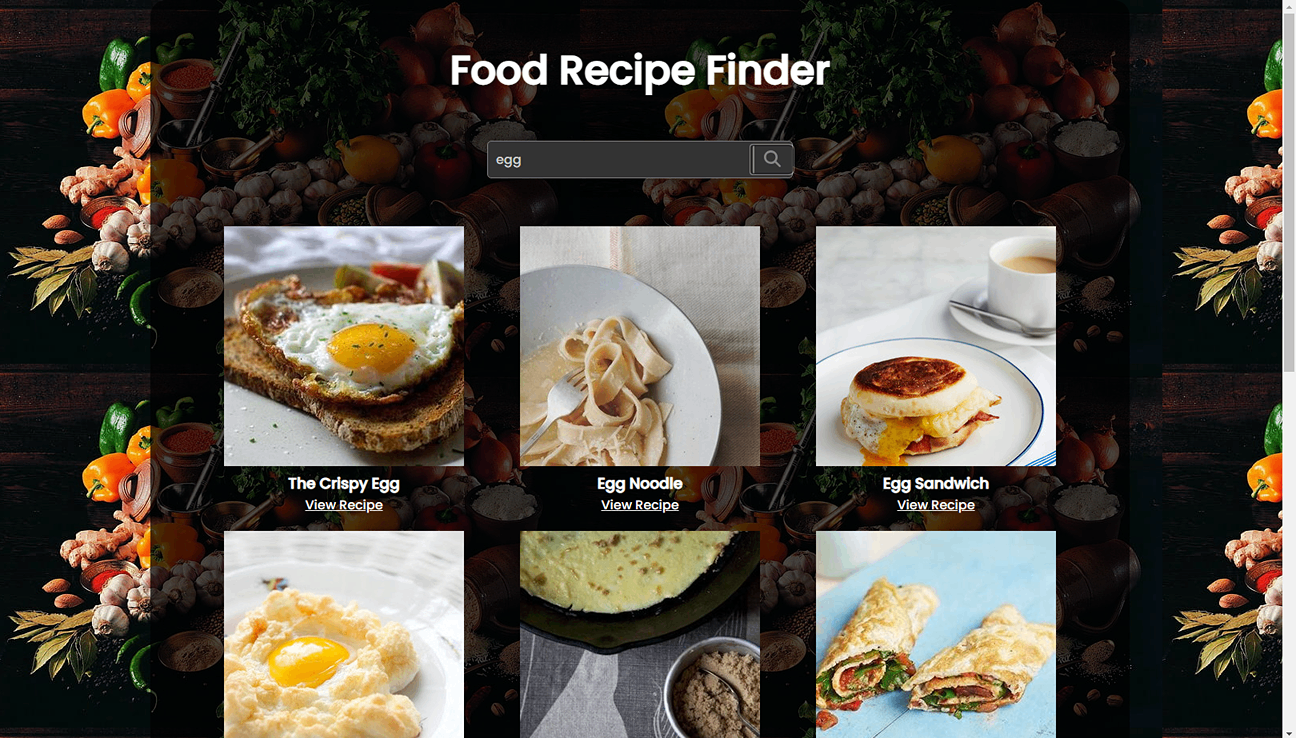 Food Recipe Finder
egg
The Crispy Egg
Egg Noodle
Egg Sandwich
View Recipe
View Recipe
View Recipe